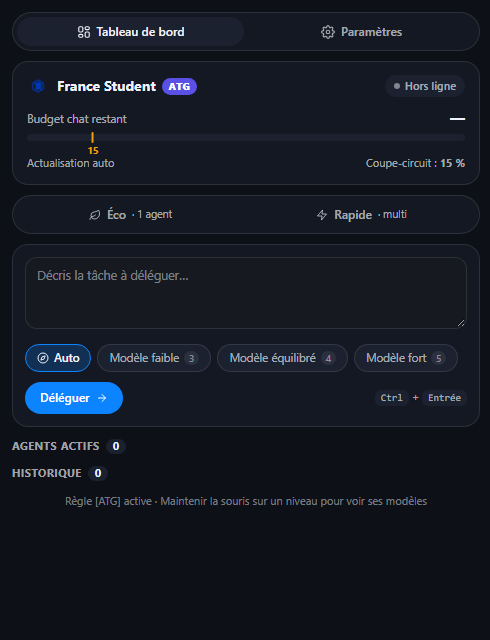 Tableau de bord
Paramètres
France Student ATG
Hors ligne
Budget chat restant —
15
Actualisation auto
Coupe-circuit : 15 %
Éco · 1 agent
Rapide · multi
Décris la tâche à déléguer...
Auto
Modèle faible 3
Modèle équilibré 4
Modèle fort 5
Déléguer →
Ctrl + Entrée
AGENTS ACTIFS 0
HISTORIQUE 0
Règle [ATG] active · Maintenir la souris sur un niveau pour voir ses modèles